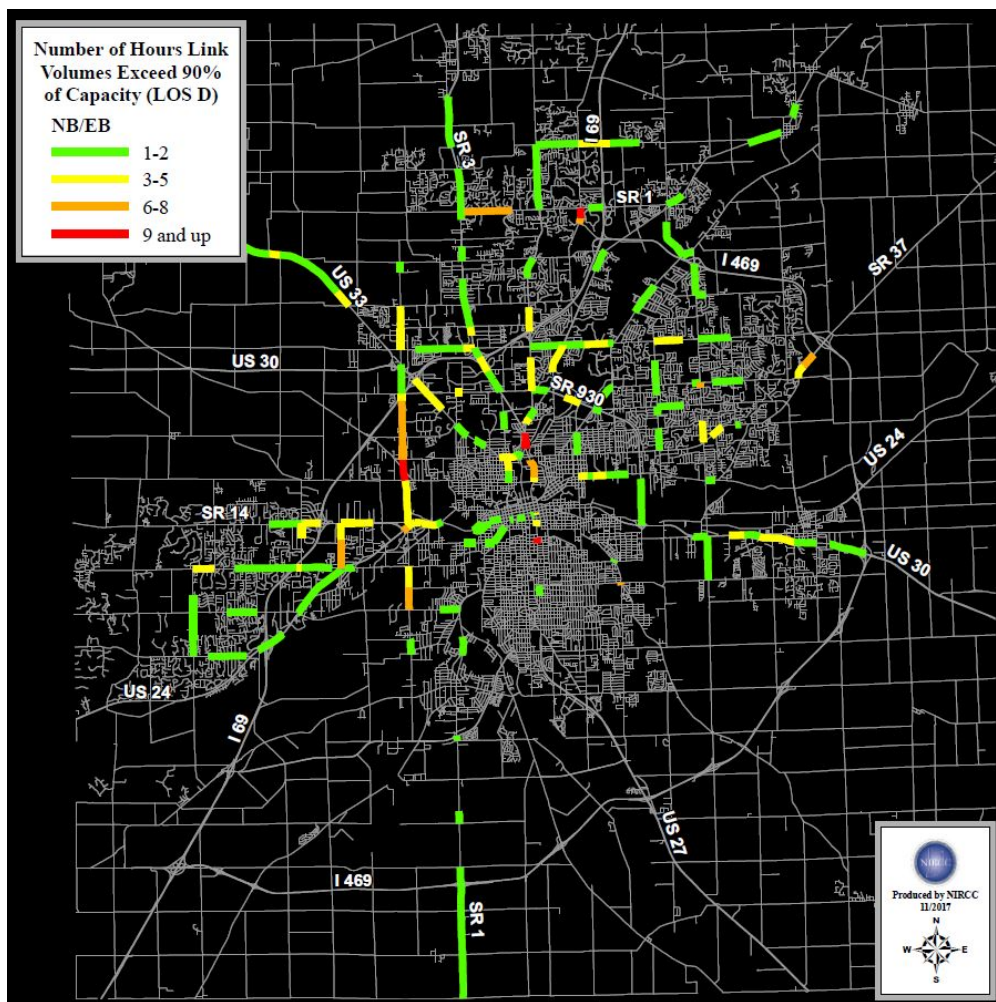 Number of Hours Link
Volumes Exceed 90%
of Capacity (LOS D)
NB/EB
1-2
3-5
6-8
9 and up
SR 3
I 69
SR 1
I 469
SR 37
US 33
US 30
SR 930
US 24
SR 14
US 30
US 24
I 69
US 27
I 469
SR 1
NIRCC
Produced by NIRCC
11/2017
N
W
E
S